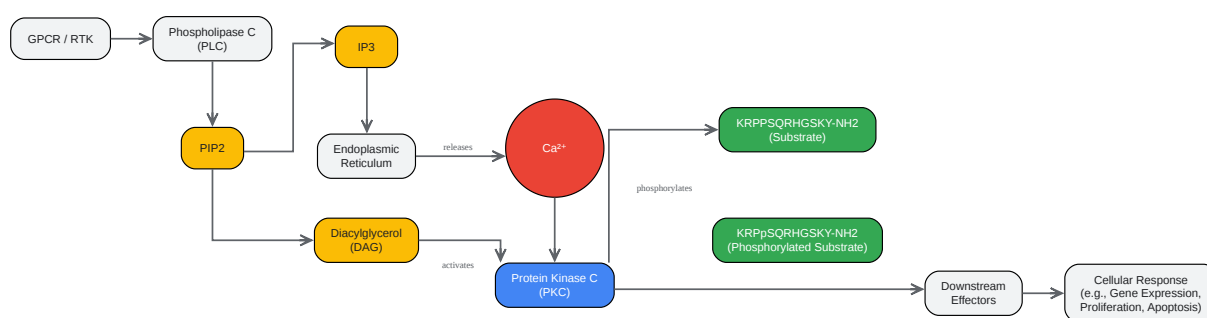 GPCR / RTK
Phospholipase C
(PLC)
IP3
PIP2
Endoplasmic
Reticulum
releases
Ca²⁺
KRPPSQRHGSKY-NH2
(Substrate)
phosphorylates
Diacylglycerol
(DAG)
activates
Protein Kinase C
(PKC)
KRPpSQRHGSKY-NH2
(Phosphorylated Substrate)
Downstream
Effectors
Cellular Response
(e.g., Gene Expression,
Proliferation, Apoptosis)